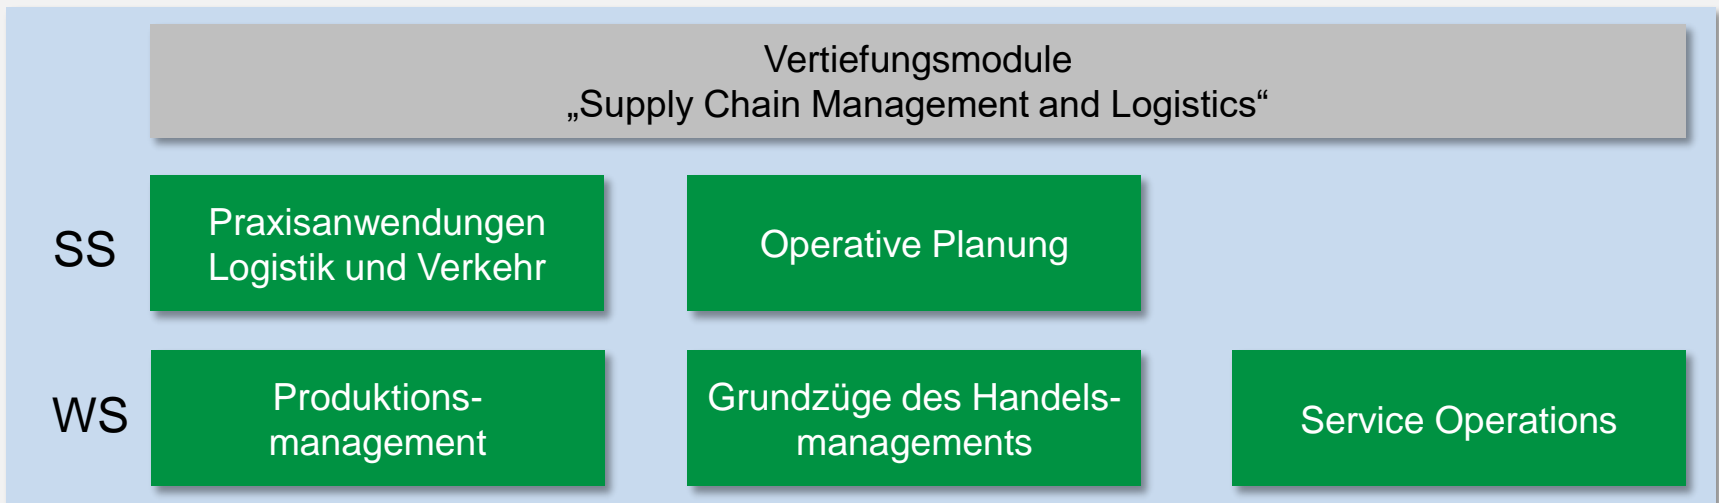 Vertiefungsmodule
„Supply Chain Management and Logistics“
SS
Praxisanwendungen
Logistik und Verkehr
Operative Planung
WS
Produktions-
management
Grundzüge des Handels-
managements
Service Operations